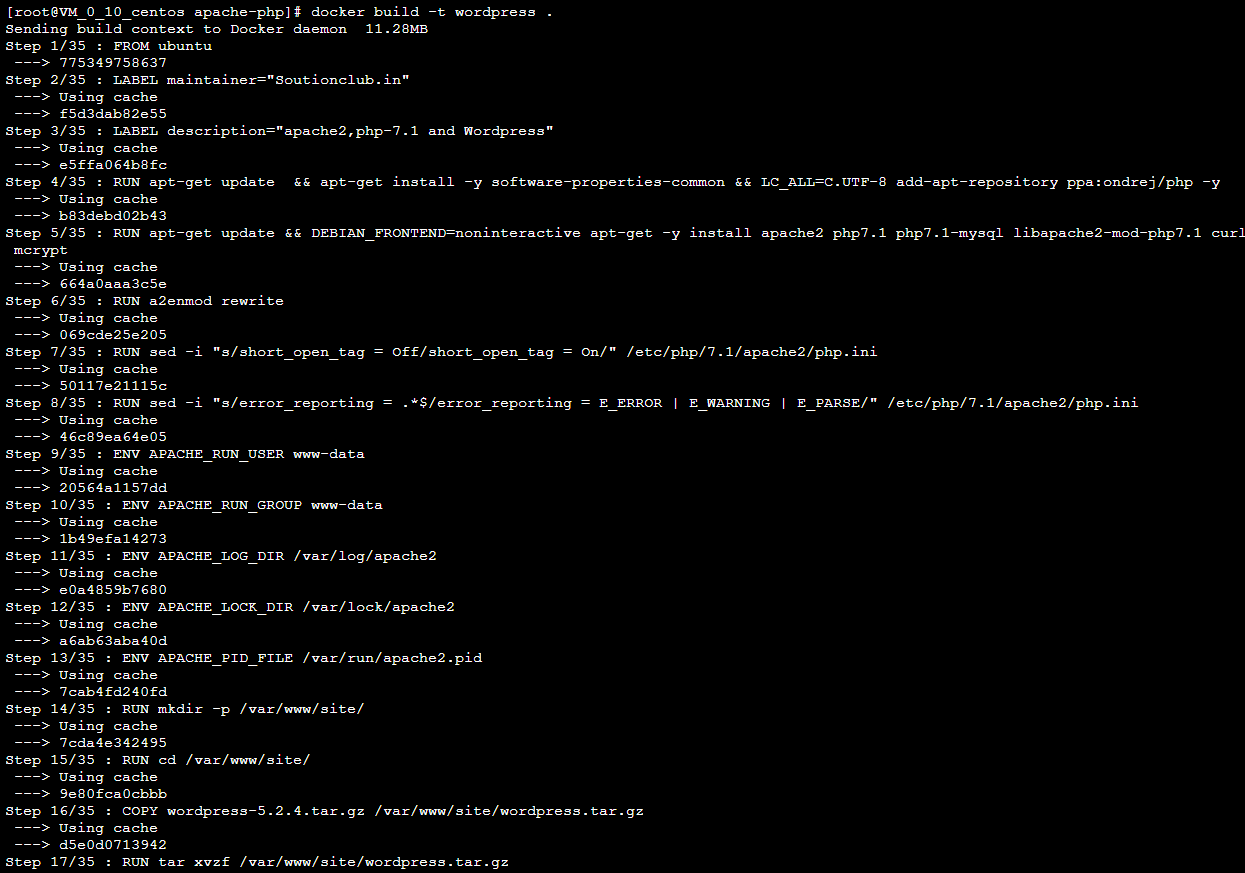 [root@VM_0_10_centos apache-php]# docker build -t wordpress .
Sending build context to Docker daemon  11.28MB
Step 1/35 : FROM ubuntu
 ---> 775349758637
Step 2/35 : LABEL maintainer="Soutionclub.in"
 ---> Using cache
 ---> f5d3dab82e55
Step 3/35 : LABEL description="apache2,php-7.1 and Wordpress"
 ---> Using cache
 ---> e5ffa064b8fc
Step 4/35 : RUN apt-get update  && apt-get install -y software-properties-common && LC_ALL=C.UTF-8 add-apt-repository ppa:ondrej/php -y
 ---> Using cache
 ---> b83debd02b43
Step 5/35 : RUN apt-get update && DEBIAN_FRONTEND=noninteractive apt-get -y install apache2 php7.1 php7.1-mysql libapache2-mod-php7.1 curl
 mcrypt
 ---> Using cache
 ---> 664a0aaa3c5e
Step 6/35 : RUN a2enmod rewrite
 ---> Using cache
 ---> 069cde25e205
Step 7/35 : RUN sed -i "s/short_open_tag = Off/short_open_tag = On/" /etc/php/7.1/apache2/php.ini
 ---> Using cache
 ---> 50117e21115c
Step 8/35 : RUN sed -i "s/error_reporting = .*$/error_reporting = E_ERROR | E_WARNING | E_PARSE/" /etc/php/7.1/apache2/php.ini
 ---> Using cache
 ---> 46c89ea64e05
Step 9/35 : ENV APACHE_RUN_USER www-data
 ---> Using cache
 ---> 20564a1157dd
Step 10/35 : ENV APACHE_RUN_GROUP www-data
 ---> Using cache
 ---> 1b49efa14273
Step 11/35 : ENV APACHE_LOG_DIR /var/log/apache2
 ---> Using cache
 ---> e0a4859b7680
Step 12/35 : ENV APACHE_LOCK_DIR /var/lock/apache2
 ---> Using cache
 ---> a6ab63aba40d
Step 13/35 : ENV APACHE_PID_FILE /var/run/apache2.pid
 ---> Using cache
 ---> 7cab4fd240fd
Step 14/35 : RUN mkdir -p /var/www/site/
 ---> Using cache
 ---> 7cda4e342495
Step 15/35 : RUN cd /var/www/site/
 ---> Using cache
 ---> 9e80fca0cbbb
Step 16/35 : COPY wordpress-5.2.4.tar.gz /var/www/site/wordpress.tar.gz
 ---> Using cache
 ---> d5e0d0713942
Step 17/35 : RUN tar xvzf /var/www/site/wordpress.tar.gz